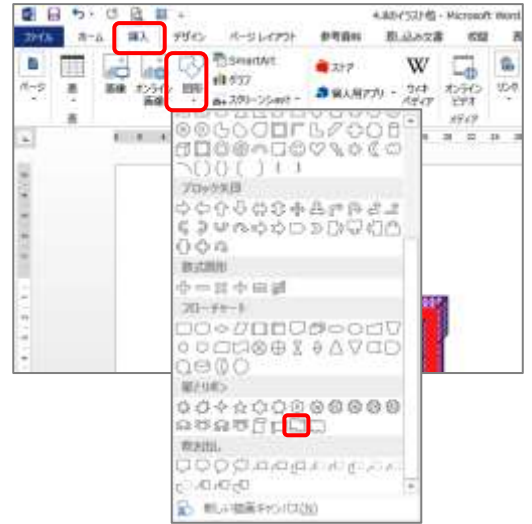 4.おかイラスト他 - Microsoft Word
ファイル ホーム 挿入 デザイン ページ レイアウト 参考資料 差し込み文書 校閲
ページ 表 画像 オンライン 画像 図形 SmartArt グラフ スクリーンショット ストア 個人用アプリ ウィキペディア オンライン ビデオ リンク
表 メディア
ブロック矢印
数式図形
フローチャート
星とリボン
吹き出し
新しい描画キャンバス(N)